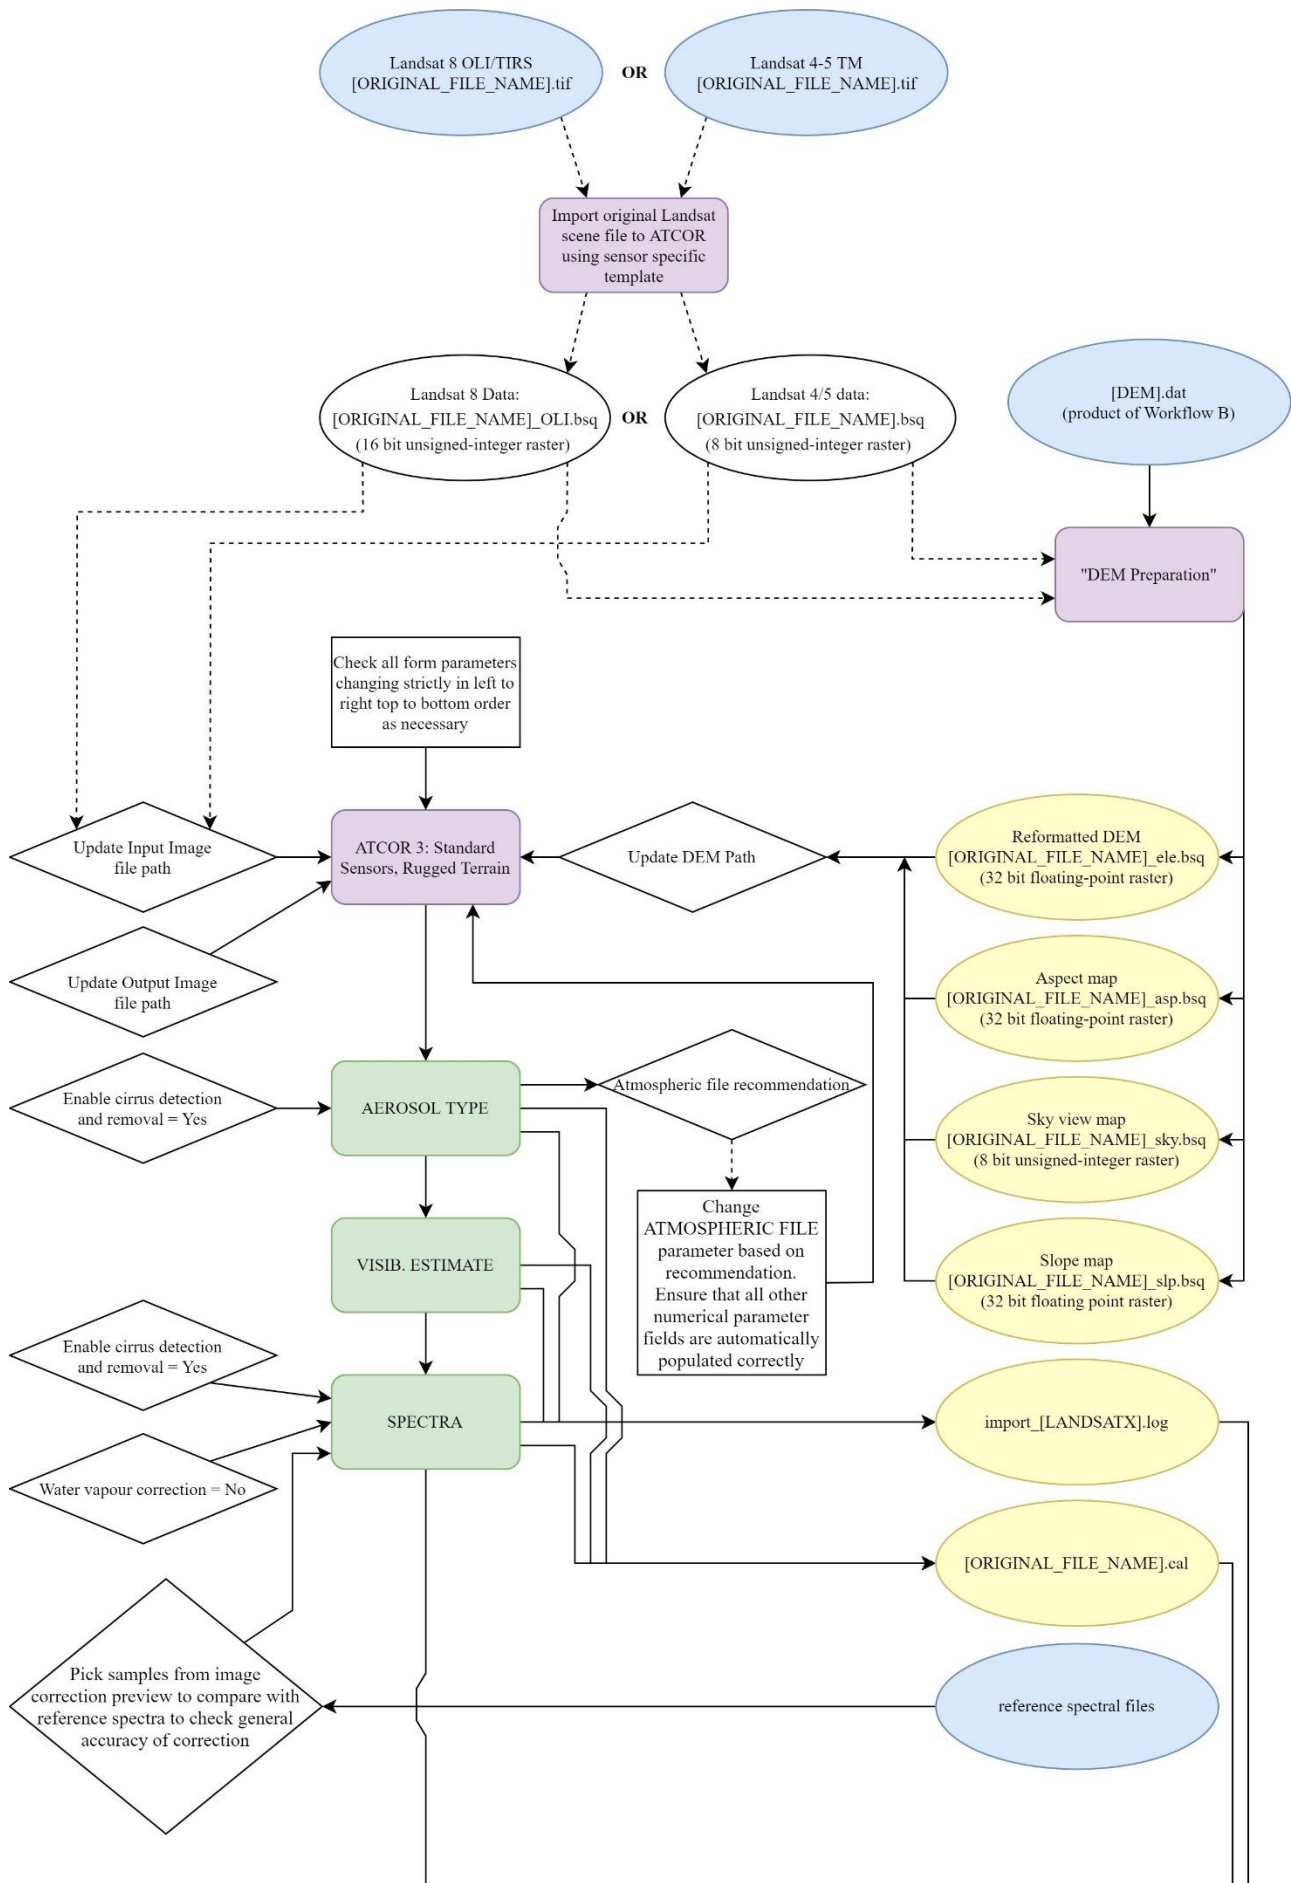 Landsat 8 OLI/TIRS
[ORIGINAL_FILE_NAME].tif
OR
Landsat 4-5 TM
[ORIGINAL_FILE_NAME].tif
Import original Landsat
scene file to ATCOR
using sensor specific
template
Landsat 8 Data:
[ORIGINAL_FILE_NAME]_OLI.bsq
(16 bit unsigned-integer raster)
OR
Landsat 4/5 data:
[ORIGINAL_FILE_NAME].bsq
(8 bit unsigned-integer raster)
[DEM].dat
(product of Workflow B)
"DEM Preparation"
Check all form parameters
changing strictly in left to
right top to bottom order
as necessary
Update Input Image
file path
ATCOR 3: Standard
Sensors, Rugged Terrain
Update DEM Path
Reformatted DEM
[ORIGINAL_FILE_NAME]_ele.bsq
(32 bit floating-point raster)
Update Output Image
file path
Aspect map
[ORIGINAL_FILE_NAME]_asp.bsq
(32 bit floating-point raster)
Enable cirrus detection
and removal = Yes
AEROSOL TYPE
Atmospheric file recommendation
Sky view map
[ORIGINAL_FILE_NAME]_sky.bsq
(8 bit unsigned-integer raster)
VISIB. ESTIMATE
Change
ATMOSPHERIC FILE
parameter based on
recommendation.
Ensure that all other
numerical parameter
fields are automatically
populated correctly
Slope map
[ORIGINAL_FILE_NAME]_slp.bsq
(32 bit floating point raster)
Enable cirrus detection
and removal = Yes
SPECTRA
import_[LANDSATX].log
Water vapour correction = No
[ORIGINAL_FILE_NAME].cal
Pick samples from image
correction preview to compare with
reference spectra to check general
accuracy of correction
reference spectral files